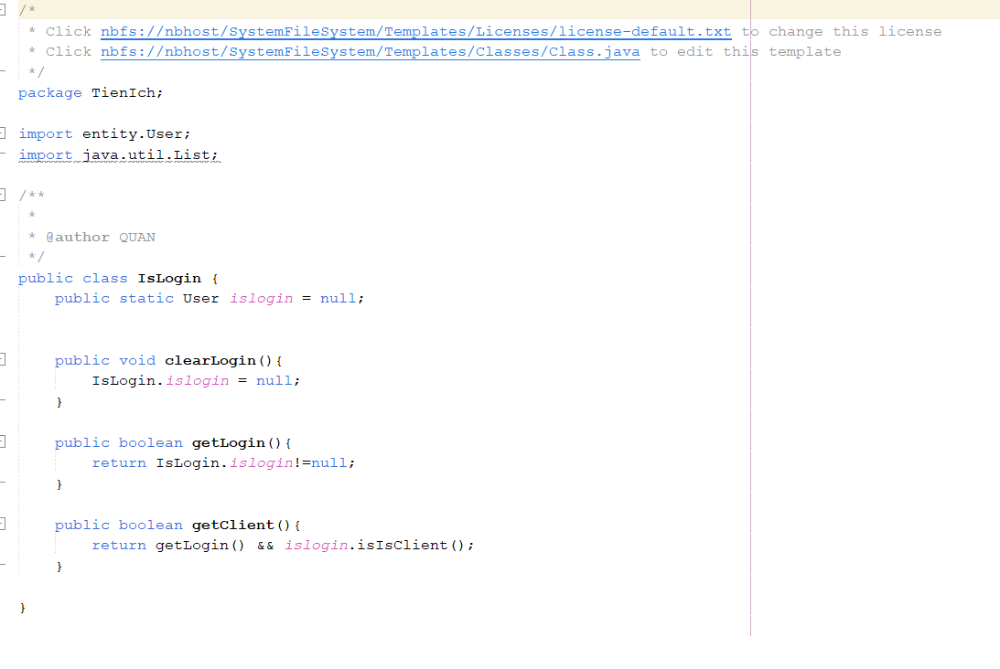 /*
 * Click nbfs://nbhost/SystemFileSystem/Templates/Licenses/license-default.txt to change this license
 * Click nbfs://nbhost/SystemFileSystem/Templates/Classes/Class.java to edit this template
 */
package TienIch;
import entity.User;
import java.util.List;
/**
 *
 * @author QUAN
 */
public class IsLogin {
    public static User islogin = null;
    public void clearLogin(){
        IsLogin.islogin = null;
    }
    public boolean getLogin(){
        return IsLogin.islogin!=null;
    }
    public boolean getClient(){
        return getLogin() && islogin.isIsClient();
    }
}